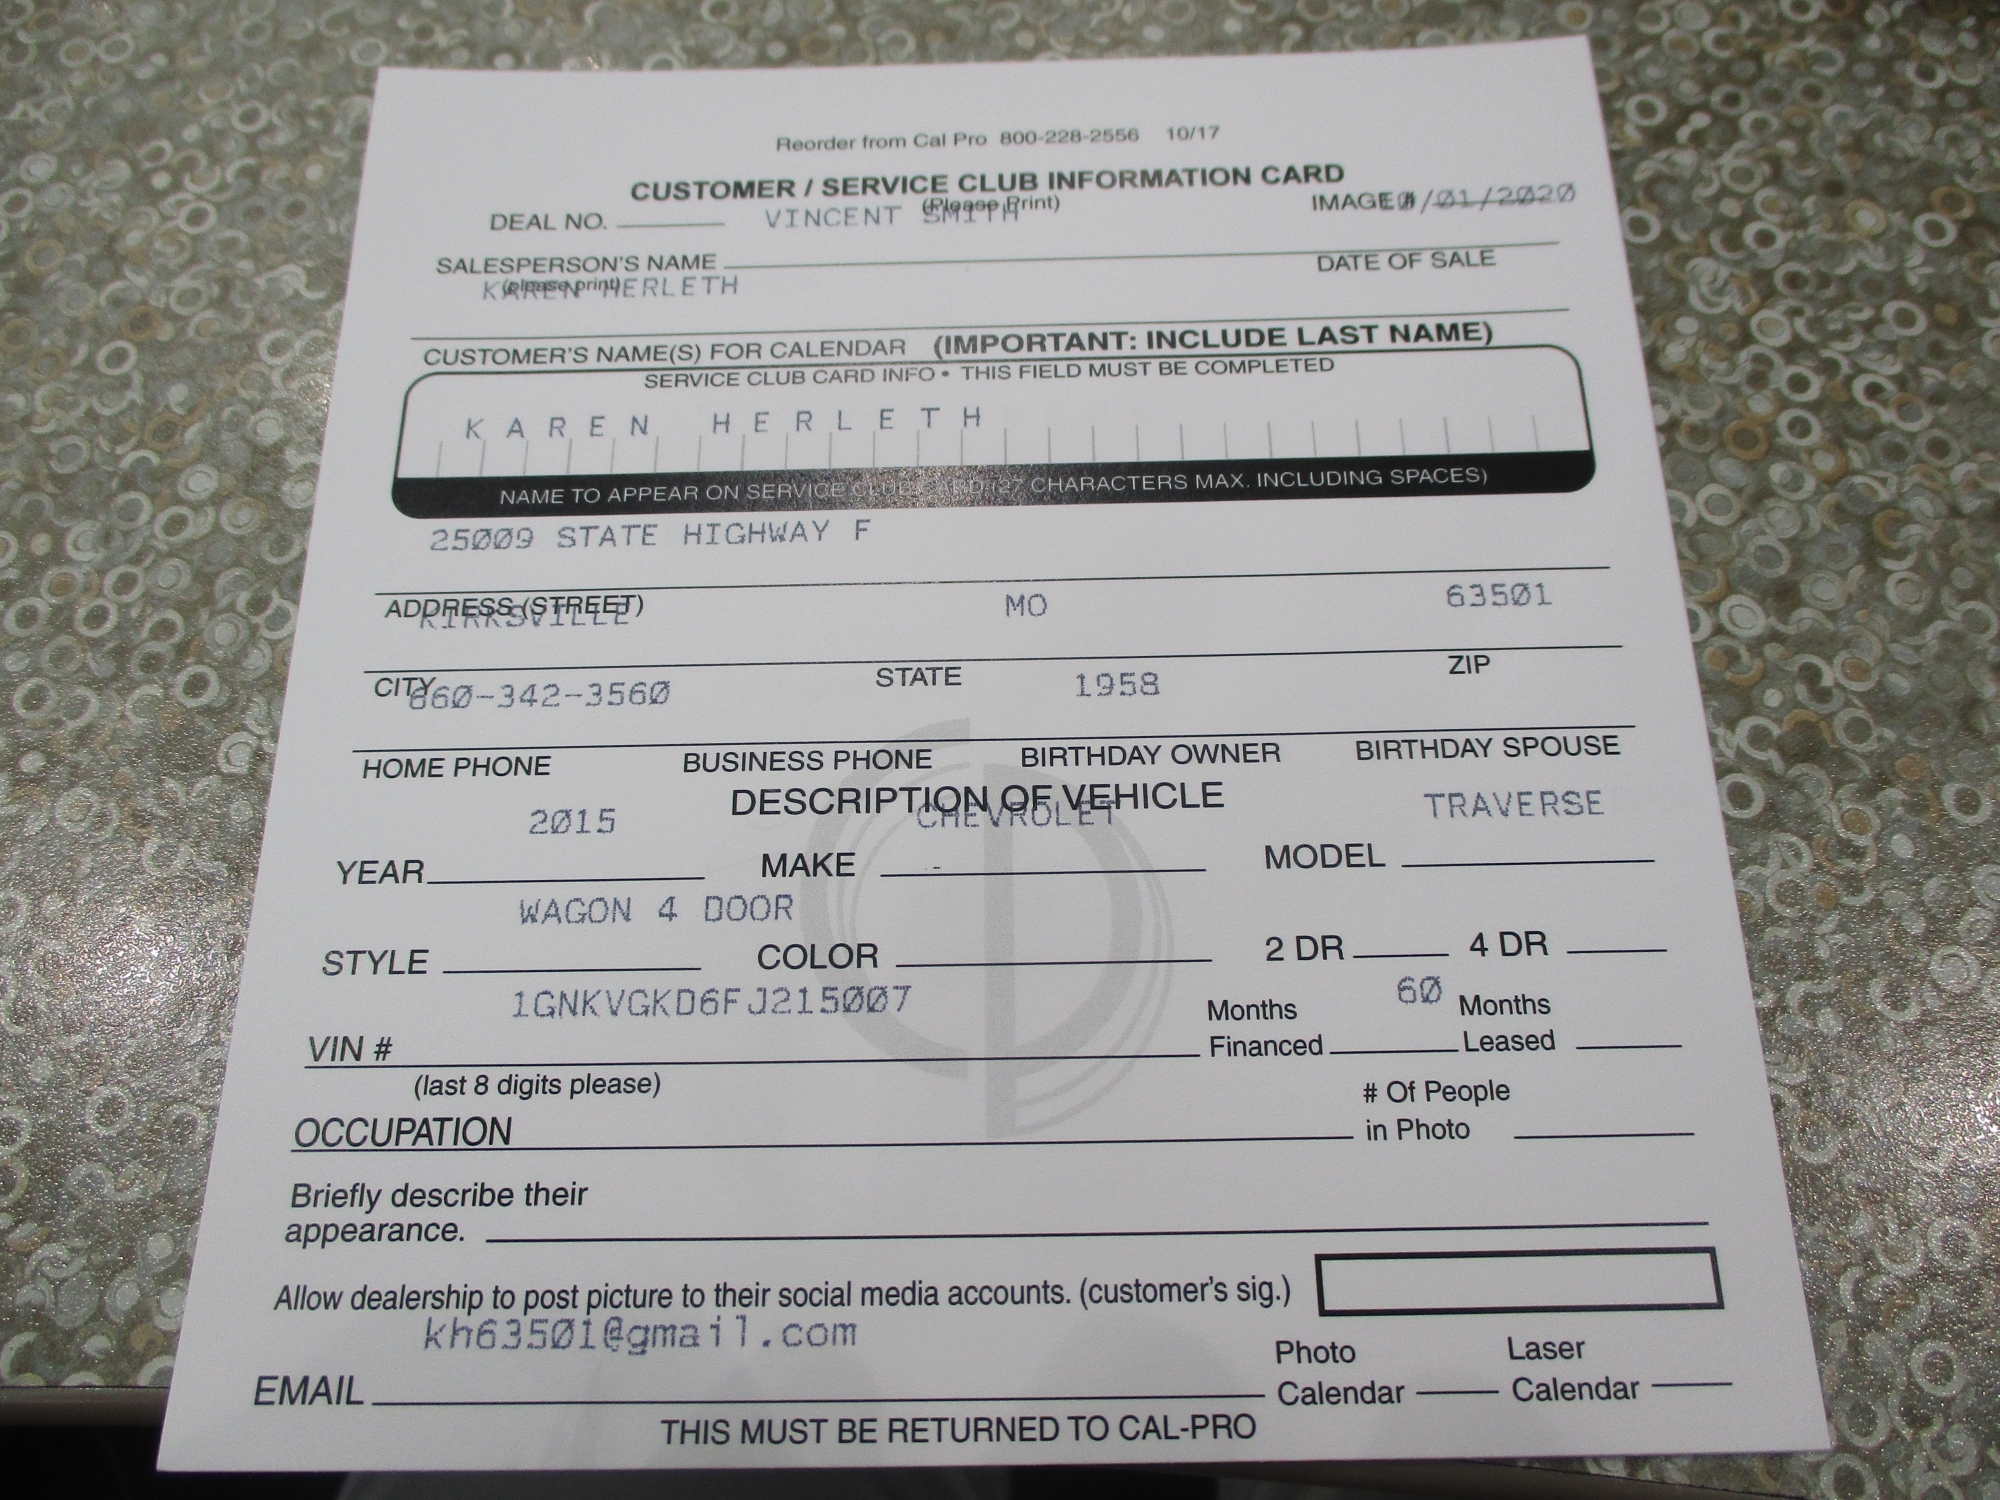 Reorder from Cal Pro 800-228-2556 10/17
CUSTOMER / SERVICE CLUB INFORMATION CARD
(Please Print)
DEAL NO. VINCENT SMITH IMAGE # /01/2020
SALESPERSON'S NAME DATE OF SALE
(please print)
KAREN HERLETH
CUSTOMER'S NAME(S) FOR CALENDAR (IMPORTANT: INCLUDE LAST NAME)
SERVICE CLUB CARD INFO • THIS FIELD MUST BE COMPLETED
KAREN HERLETH
NAME TO APPEAR ON SERVICE CLUB CARD (27 CHARACTERS MAX. INCLUDING SPACES)
25009 STATE HIGHWAY F
ADDRESS (STREET)
KIRKSVILLE MO 63501
CITY STATE ZIP
660-342-3560 1958
HOME PHONE BUSINESS PHONE BIRTHDAY OWNER BIRTHDAY SPOUSE
DESCRIPTION OF VEHICLE
2015 CHEVROLET TRAVERSE
YEAR MAKE MODEL
WAGON 4 DOOR
STYLE COLOR 2 DR 4 DR
1GNKVGKD6FJ215007 60
VIN # Months Financed Months Leased
(last 8 digits please)
OCCUPATION # Of People in Photo
Briefly describe their
appearance.
Allow dealership to post picture to their social media accounts. (customer's sig.)
kh63501@gmail.com
EMAIL Photo Calendar Laser Calendar
THIS MUST BE RETURNED TO CAL-PRO